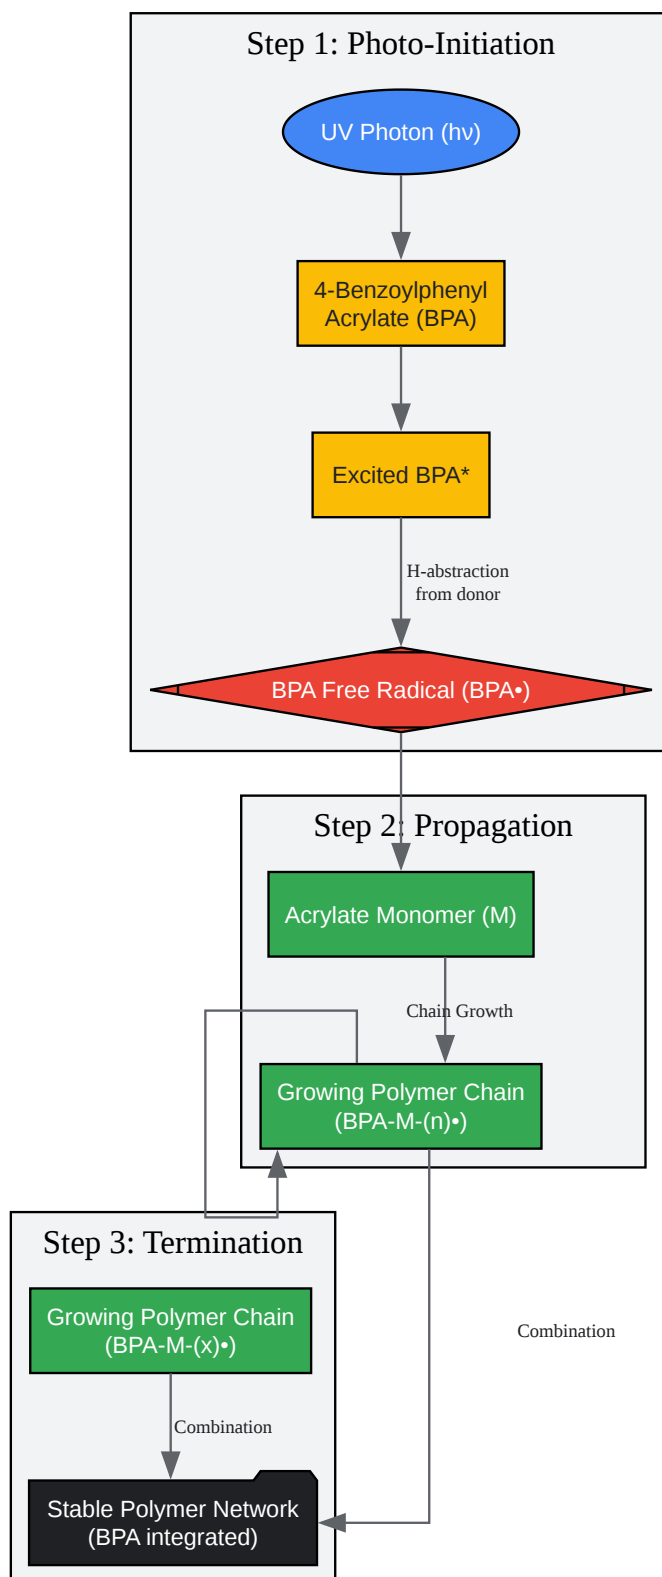 Step 1: Photo-Initiation
UV Photon (hν)
4-Benzoylphenyl
Acrylate (BPA)
Excited BPA*
H-abstraction
from donor
BPA Free Radical (BPA•)
Step 2: Propagation
Acrylate Monomer (M)
Chain Growth
Growing Polymer Chain
(BPA-M-(n)•)
Step 3: Termination
Growing Polymer Chain
(BPA-M-(x)•)
Combination
Combination
Stable Polymer Network
(BPA integrated)